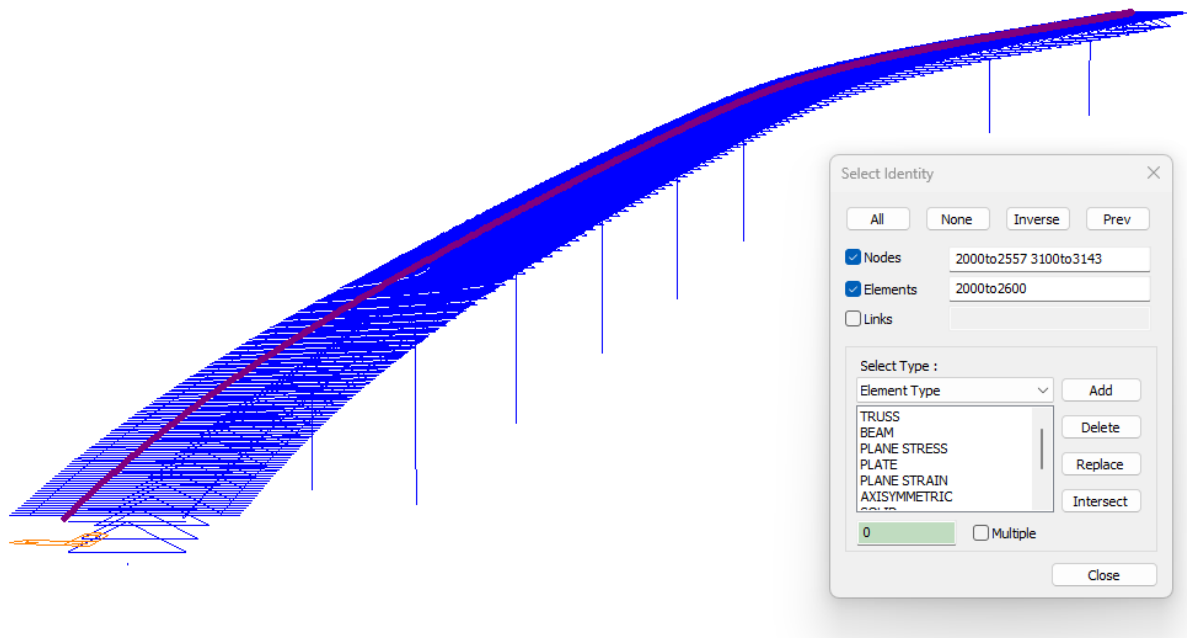 Select Identity
All None Inverse Prev
Nodes 2000to2557 3100to3143
Elements 2000to2600
Links
Select Type :
Element Type Add
TRUSS
BEAM
PLANE STRESS
PLATE
PLANE STRAIN
AXISYMMETRIC
Delete
Replace
Intersect
0 Multiple
Close